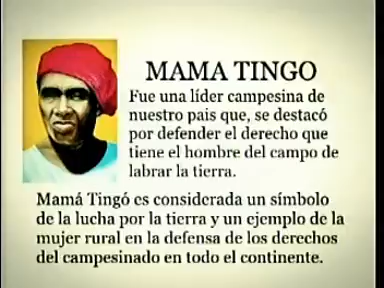 MAMA TINGO
Fue una líder campesina de
nuestro pais que, se destacó
por defender el derecho que
tiene el hombre del campo de
labrar la tierra.
Mamá Tingó es considerada un símbolo
de la lucha por la tierra y un ejemplo de la
mujer rural en la defensa de los derechos
del campesinado en todo el continente.